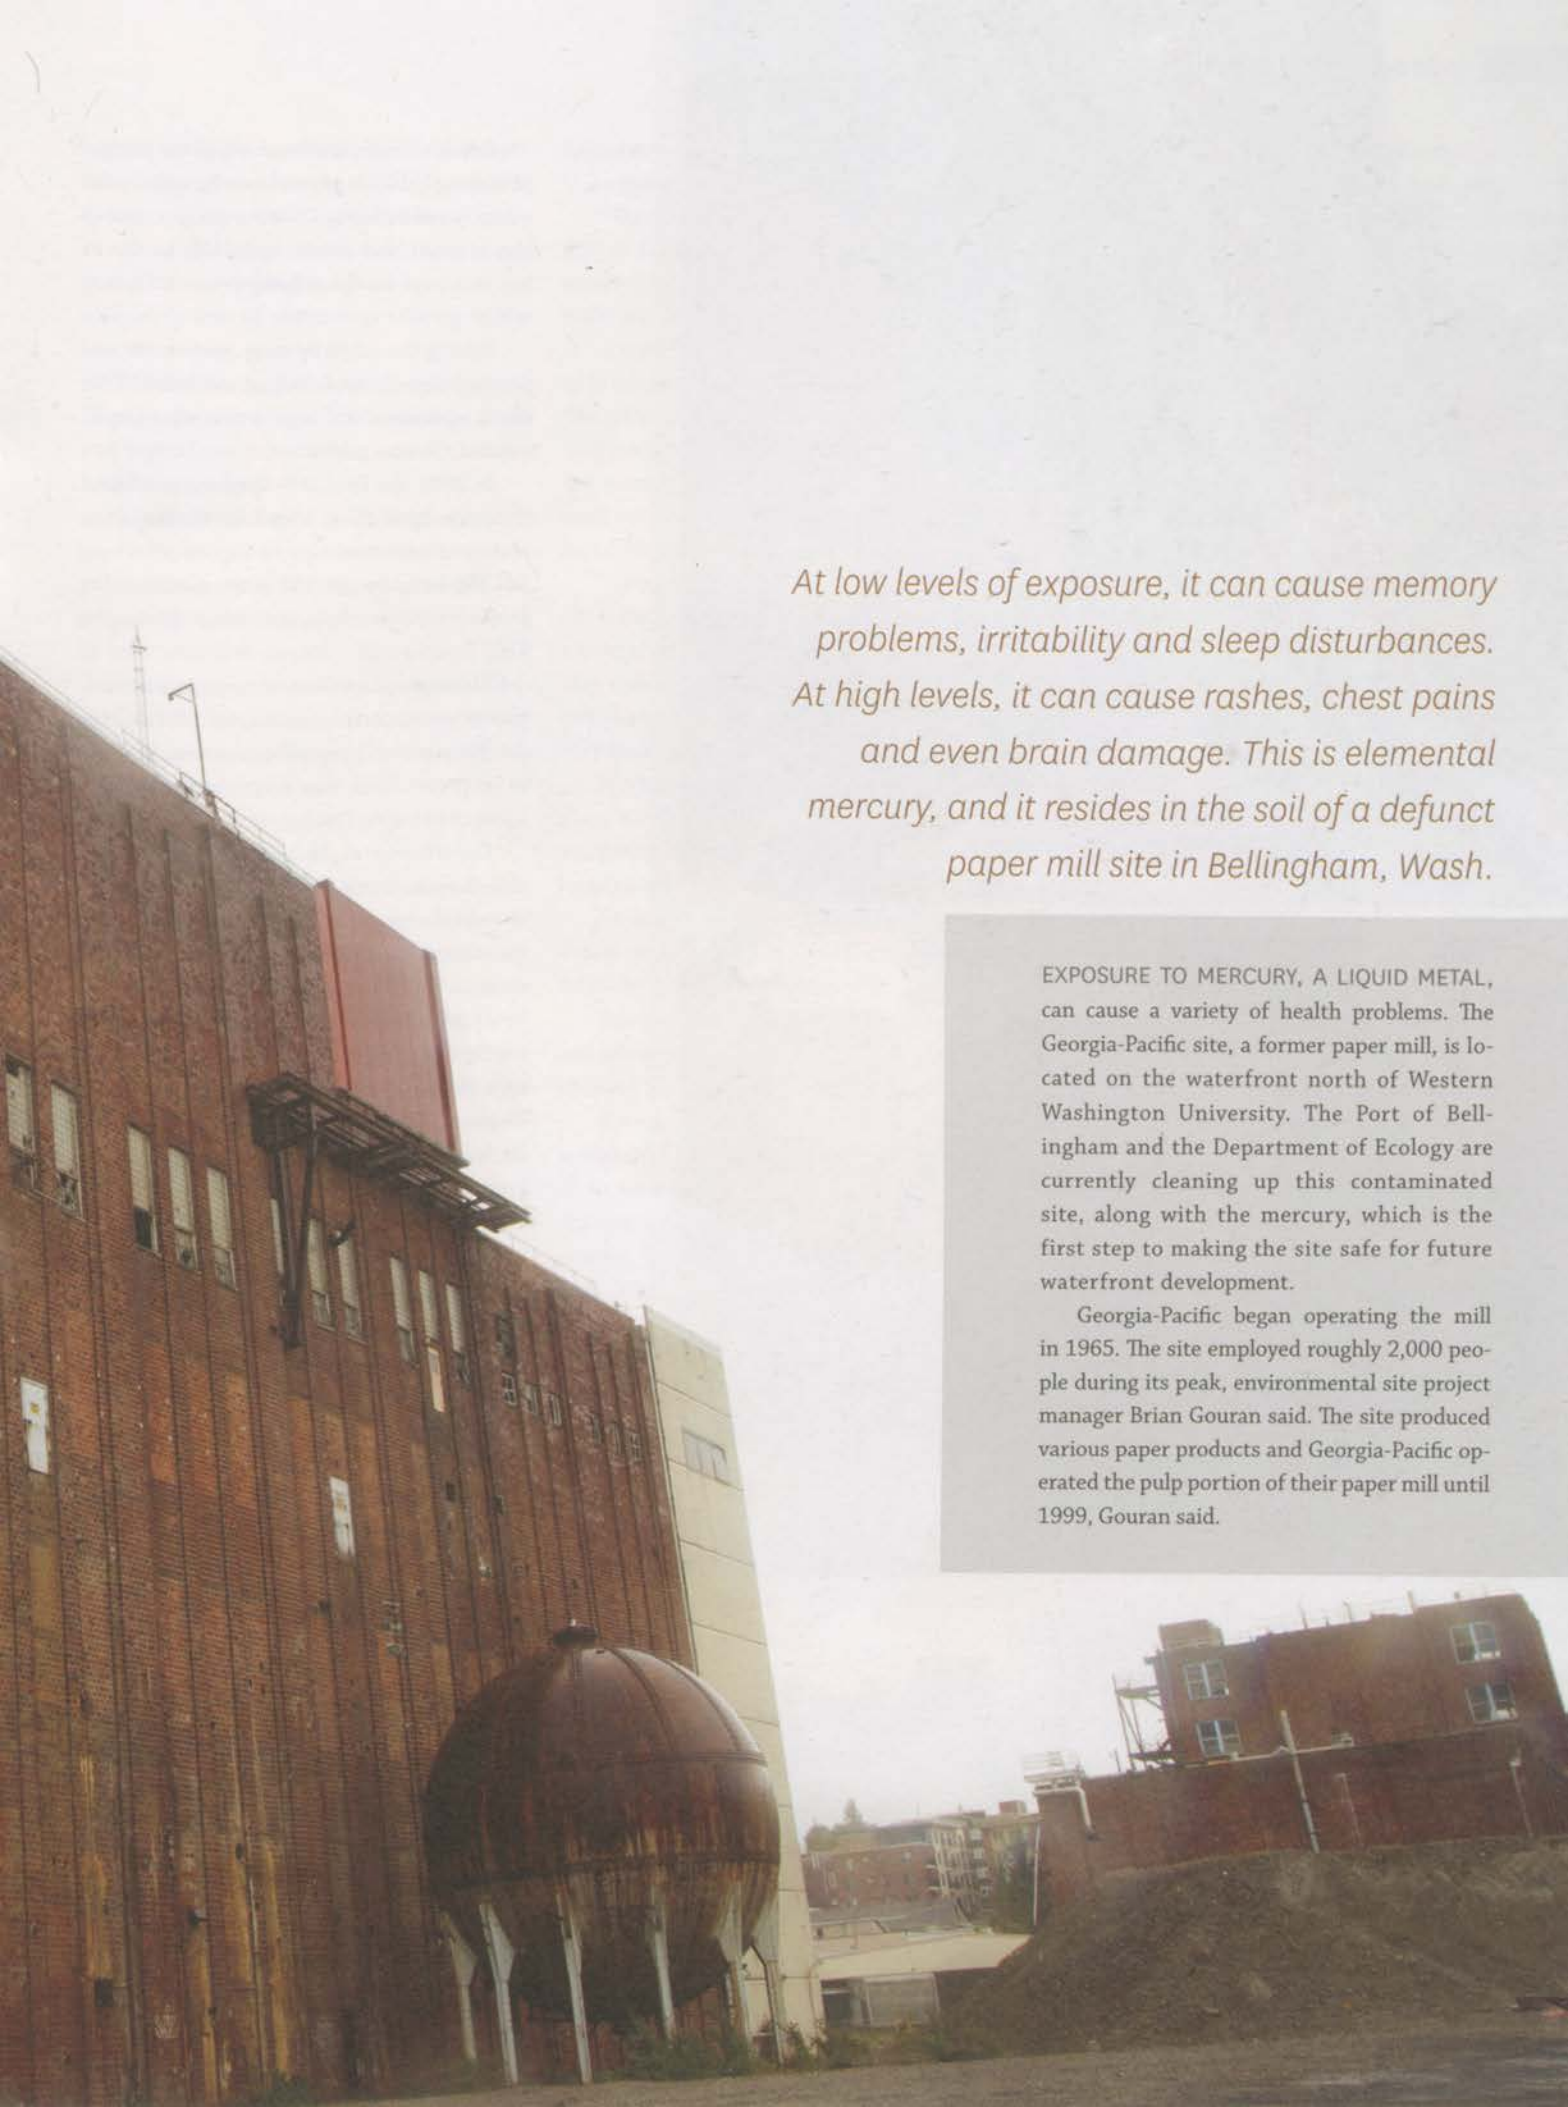 At low levels of exposure, it can cause memory
problems, irritability and sleep disturbances.
At high levels, it can cause rashes, chest pains
and even brain damage. This is elemental
mercury, and it resides in the soil of a defunct
paper mill site in Bellingham, Wash.
EXPOSURE TO MERCURY, A LIQUID METAL,
can cause a variety of health problems. The
Georgia-Pacific site, a former paper mill, is lo-
cated on the waterfront north of Western
Washington University. The Port of Bell-
ingham and the Department of Ecology are
currently cleaning up this contaminated
site, along with the mercury, which is the
first step to making the site safe for future
waterfront development.
Georgia-Pacific began operating the mill
in 1965. The site employed roughly 2,000 peo-
ple during its peak, environmental site project
manager Brian Gouran said. The site produced
various paper products and Georgia-Pacific op-
erated the pulp portion of their paper mill until
1999, Gouran said.